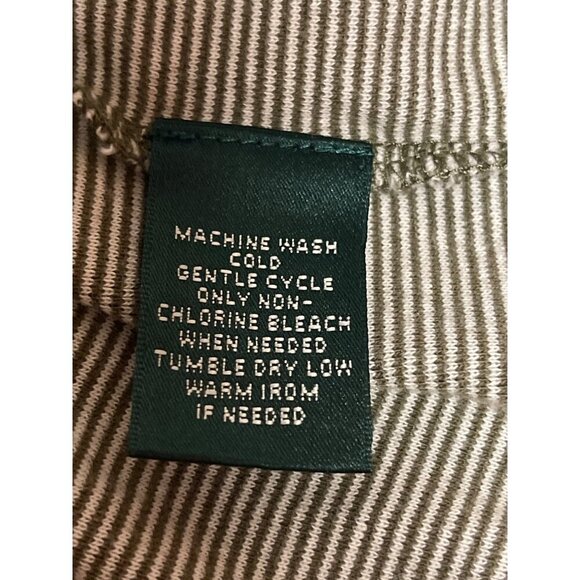 MACHINE WASH
COLD
GENTLE CYCLE
ONLY NON-
CHLORINE BLEACH
WHEN NEEDED
TUMBLE DRY LOW
WARM IROM
iF NEEDED